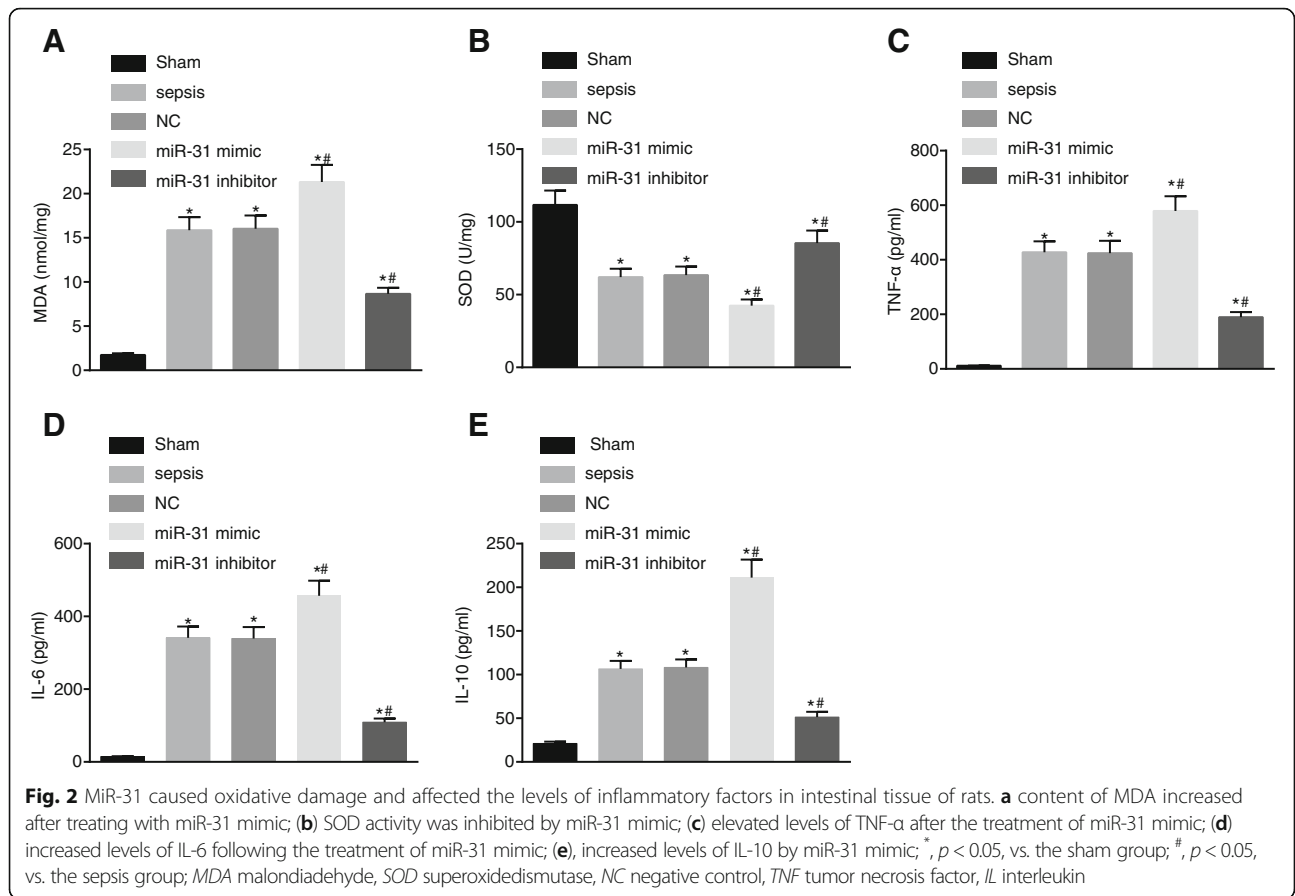 A
Sham
sepsis
NC
miR-31 mimic
miR-31 inhibitor
MDA (nmol/mg)
25
20
15
10
5
0
*
*
*#
*#
B
Sham
sepsis
NC
miR-31 mimic
miR-31 inhibitor
SOD (U/mg)
150
100
50
0
*
*
*#
*#
C
Sham
sepsis
NC
miR-31 mimic
miR-31 inhibitor
TNF-α (pg/ml)
800
600
400
200
0
*
*
*#
*#
D
Sham
sepsis
NC
miR-31 mimic
miR-31 inhibitor
IL-6 (pg/ml)
600
400
200
0
*
*
*#
*#
E
Sham
sepsis
NC
miR-31 mimic
miR-31 inhibitor
IL-10 (pg/ml)
250
200
150
100
50
0
*
*
*#
*#
Fig. 2 MiR-31 caused oxidative damage and affected the levels of inflammatory factors in intestinal tissue of rats. a content of MDA increased
after treating with miR-31 mimic; (b) SOD activity was inhibited by miR-31 mimic; (c) elevated levels of TNF-α after the treatment of miR-31 mimic; (d)
increased levels of IL-6 following the treatment of miR-31 mimic; (e), increased levels of IL-10 by miR-31 mimic; *, p < 0.05, vs. the sham group; #, p < 0.05,
vs. the sepsis group; MDA malondiadehyde, SOD superoxidedismutase, NC negative control, TNF tumor necrosis factor, IL interleukin